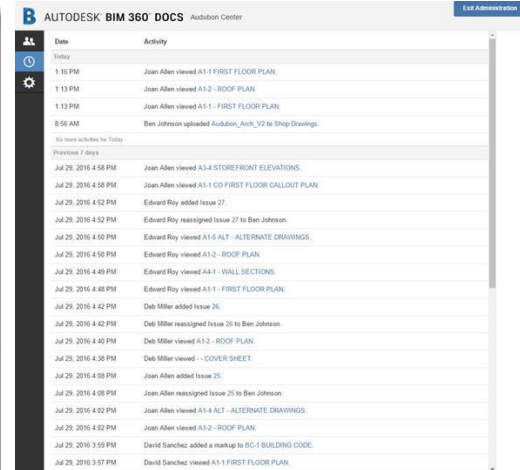 B AUTODESK® BIM 360® DOCS Audubon Center
Exit Administration
Date Activity
Today
1:16 PM Joan Allen viewed A1-1 FIRST FLOOR PLAN.
1:13 PM Joan Allen viewed A1-2 - ROOF PLAN.
1:13 PM Joan Allen viewed A1-1 - FIRST FLOOR PLAN.
8:56 AM Ben Johnson uploaded Audubon_Arch_V2 to Shop Drawings.
No more activities for Today
Previous 7 days
Jul 29, 2016 4:58 PM Joan Allen viewed A3-4 STOREFRONT ELEVATIONS.
Jul 29, 2016 4:58 PM Joan Allen viewed A1-1 CO FIRST FLOOR CALLOUT PLAN.
Jul 29, 2016 4:52 PM Edward Roy added Issue 27.
Jul 29, 2016 4:52 PM Edward Roy reassigned Issue 27 to Ben Johnson.
Jul 29, 2016 4:50 PM Edward Roy viewed A1-5 ALT - ALTERNATE DRAWINGS.
Jul 29, 2016 4:50 PM Edward Roy viewed A1-2 - ROOF PLAN.
Jul 29, 2016 4:49 PM Edward Roy viewed A4-1 - WALL SECTIONS.
Jul 29, 2016 4:48 PM Edward Roy viewed A1-1 - FIRST FLOOR PLAN.
Jul 29, 2016 4:42 PM Deb Miller added Issue 26.
Jul 29, 2016 4:42 PM Deb Miller reassigned Issue 26 to Ben Johnson.
Jul 29, 2016 4:40 PM Deb Miller viewed A1-2 - ROOF PLAN.
Jul 29, 2016 4:38 PM Deb Miller viewed - - COVER SHEET.
Jul 29, 2016 4:08 PM Joan Allen added Issue 25.
Jul 29, 2016 4:08 PM Joan Allen reassigned Issue 25 to Ben Johnson.
Jul 29, 2016 4:02 PM Joan Allen viewed A1-4 ALT - ALTERNATE DRAWINGS.
Jul 29, 2016 4:02 PM Joan Allen viewed A1-2 - ROOF PLAN.
Jul 29, 2016 3:59 PM David Sanchez added a markup to BC-1 BUILDING CODE.
Jul 29, 2016 3:57 PM David Sanchez viewed A1-1 FIRST FLOOR PLAN.